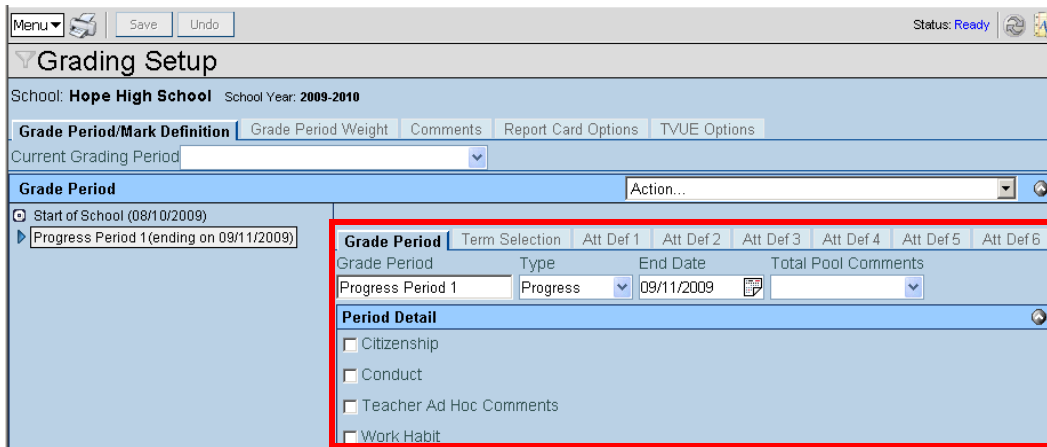 Menu Save Undo Status: Ready
Grading Setup
School: Hope High School School Year: 2009-2010
Grade Period/Mark Definition Grade Period Weight Comments Report Card Options TVUE Options
Current Grading Period
Grade Period Action...
Start of School (08/10/2009)
Progress Period 1(ending on 09/11/2009)
Grade Period Term Selection Att Def 1 Att Def 2 Att Def 3 Att Def 4 Att Def 5 Att Def 6
Grade Period Type End Date Total Pool Comments
Progress Period 1 Progress 09/11/2009
Period Detail
Citizenship
Conduct
Teacher Ad Hoc Comments
Work Habit